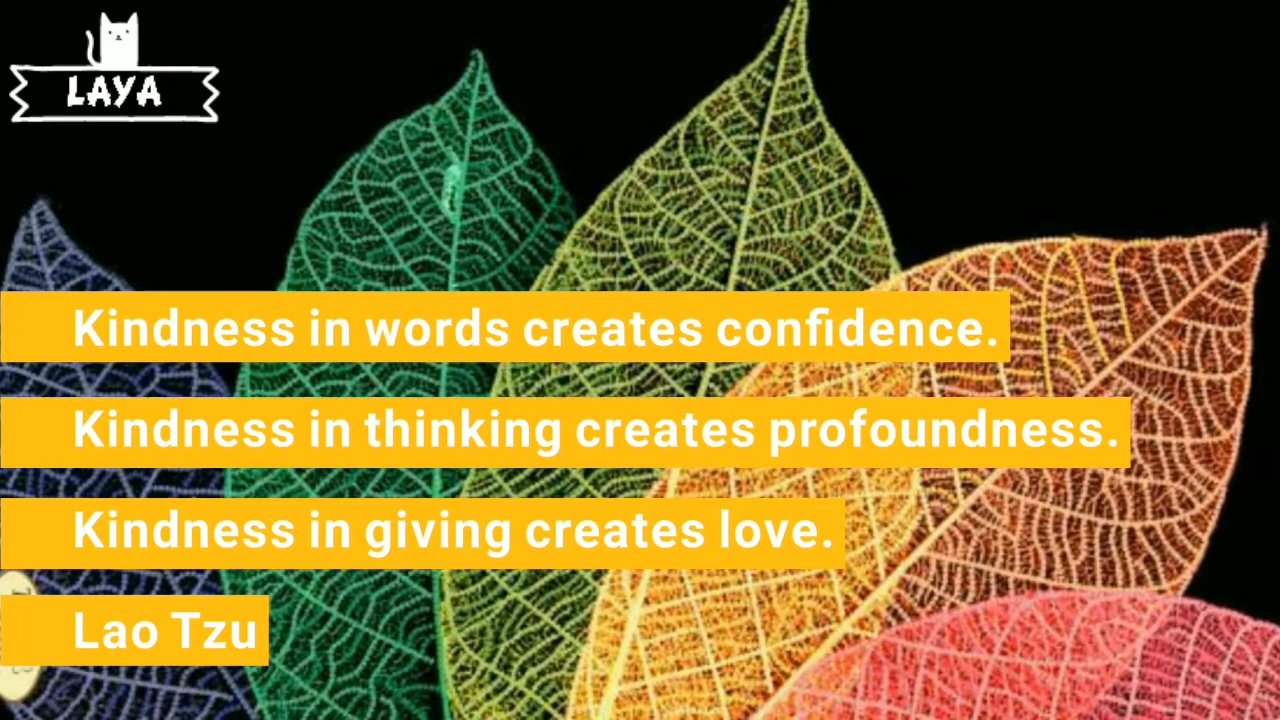 LAYA
Kindness in words creates confidence.
Kindness in thinking creates profoundness.
Kindness in giving creates love.
Lao Tzu